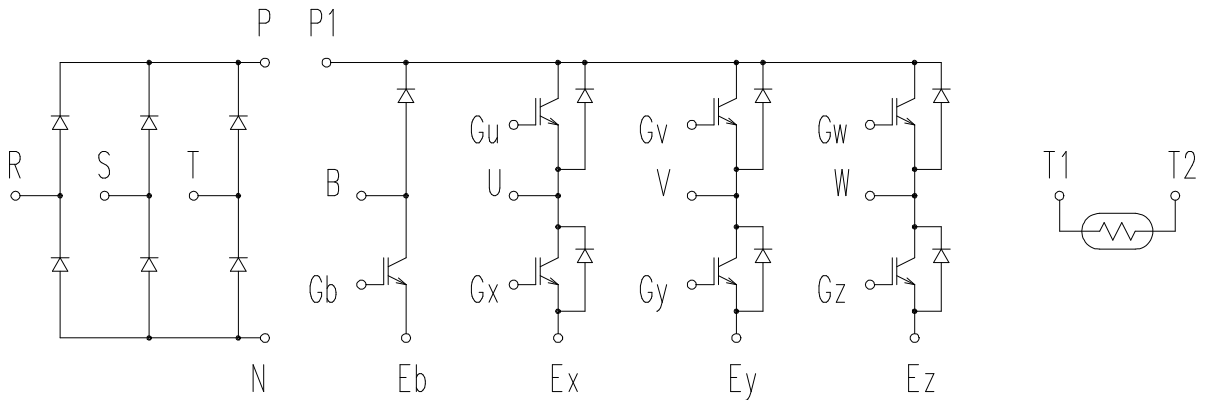 P P1
Gu Gv Gw
R S T B U V W T1 T2
Gb Gx Gy Gz
N Eb Ex Ey Ez